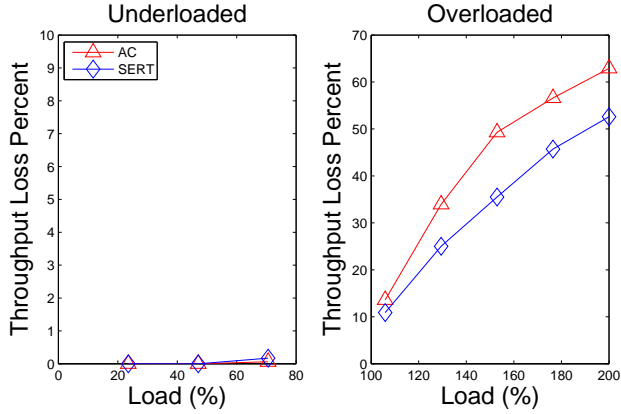 Underloaded
Throughput Loss Percent
10
9
8
7
6
5
4
3
2
1
0
AC
SERT
0 20 40 60 80
Load (%)
Overloaded
Throughput Loss Percent
70
60
50
40
30
20
10
0
100 120 140 160 180 200
Load (%)